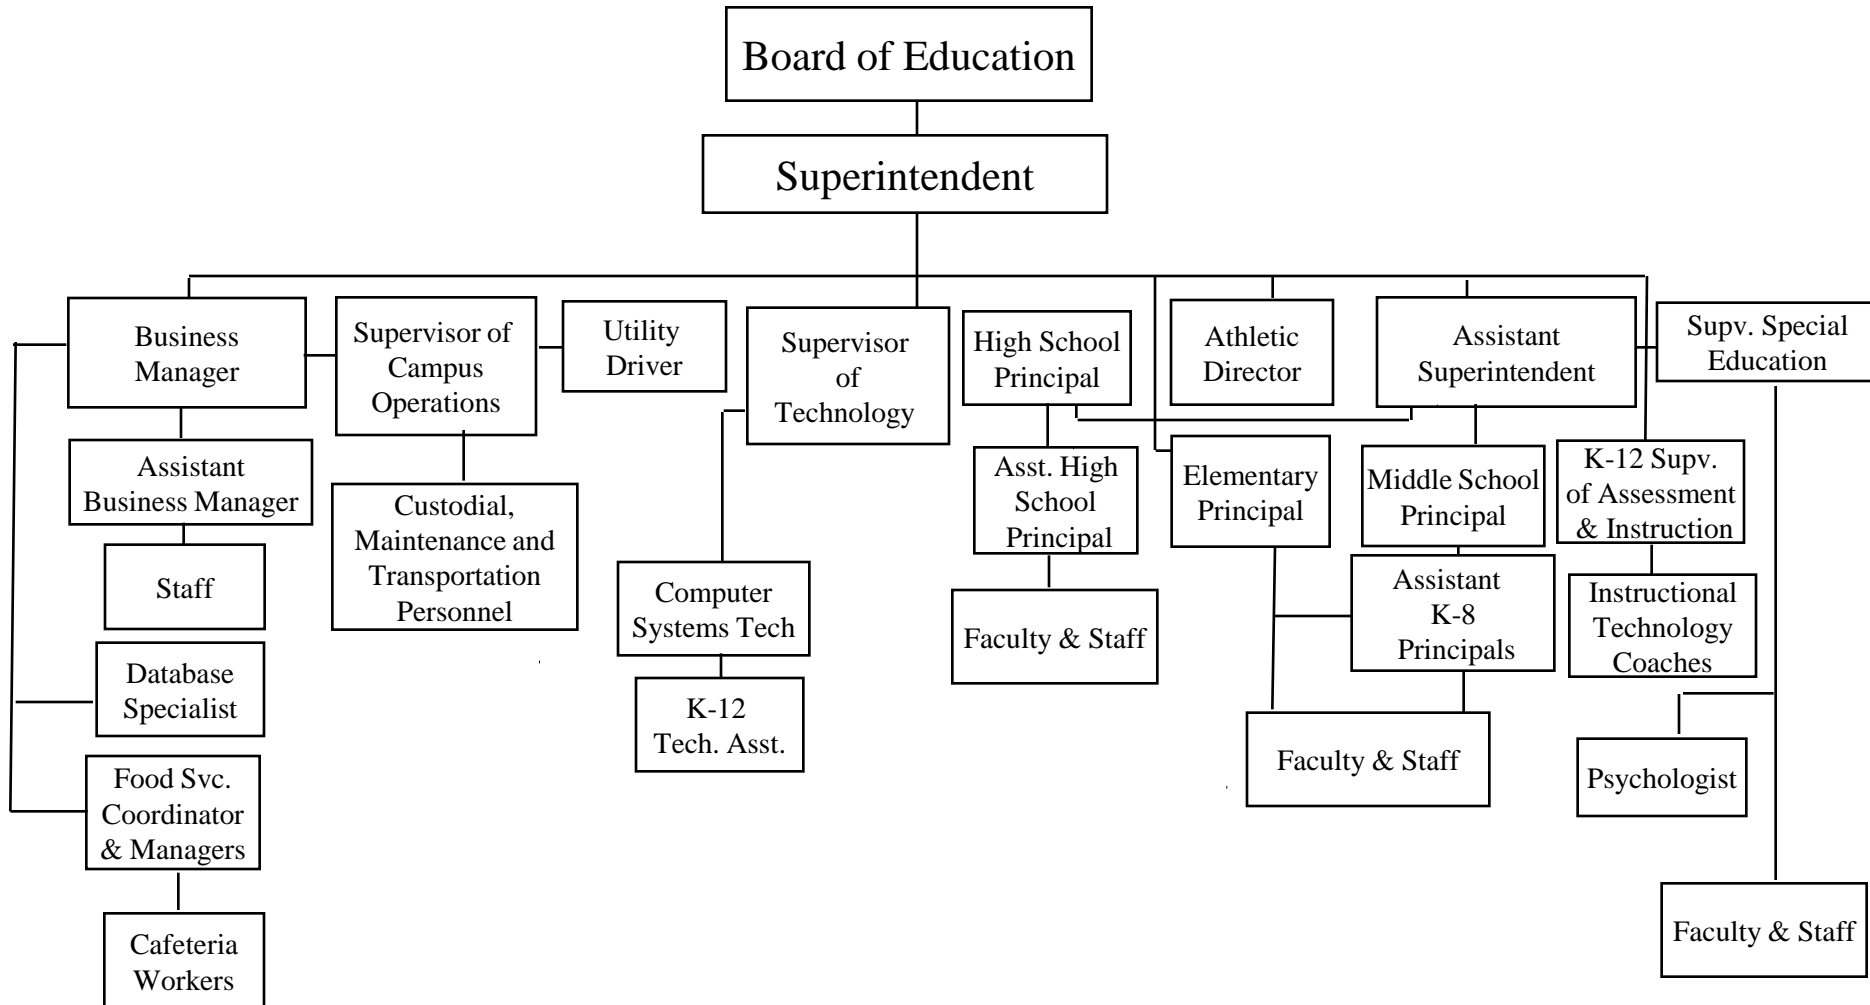 Board of Education
Superintendent
Business
Manager
Supervisor of
Campus
Operations
Utility
Driver
Supervisor
of
Technology
High School
Principal
Athletic
Director
Assistant
Superintendent
Supv. Special
Education
Assistant
Business Manager
Custodial,
Maintenance and
Transportation
Personnel
Asst. High
School
Principal
Elementary
Principal
Middle School
Principal
K-12 Supv.
of Assessment
& Instruction
Staff
Computer
Systems Tech
Faculty & Staff
Assistant
K-8
Principals
Instructional
Technology
Coaches
Database
Specialist
K-12
Tech. Asst.
Faculty & Staff
Psychologist
Food Svc.
Coordinator
& Managers
Faculty & Staff
Cafeteria
Workers